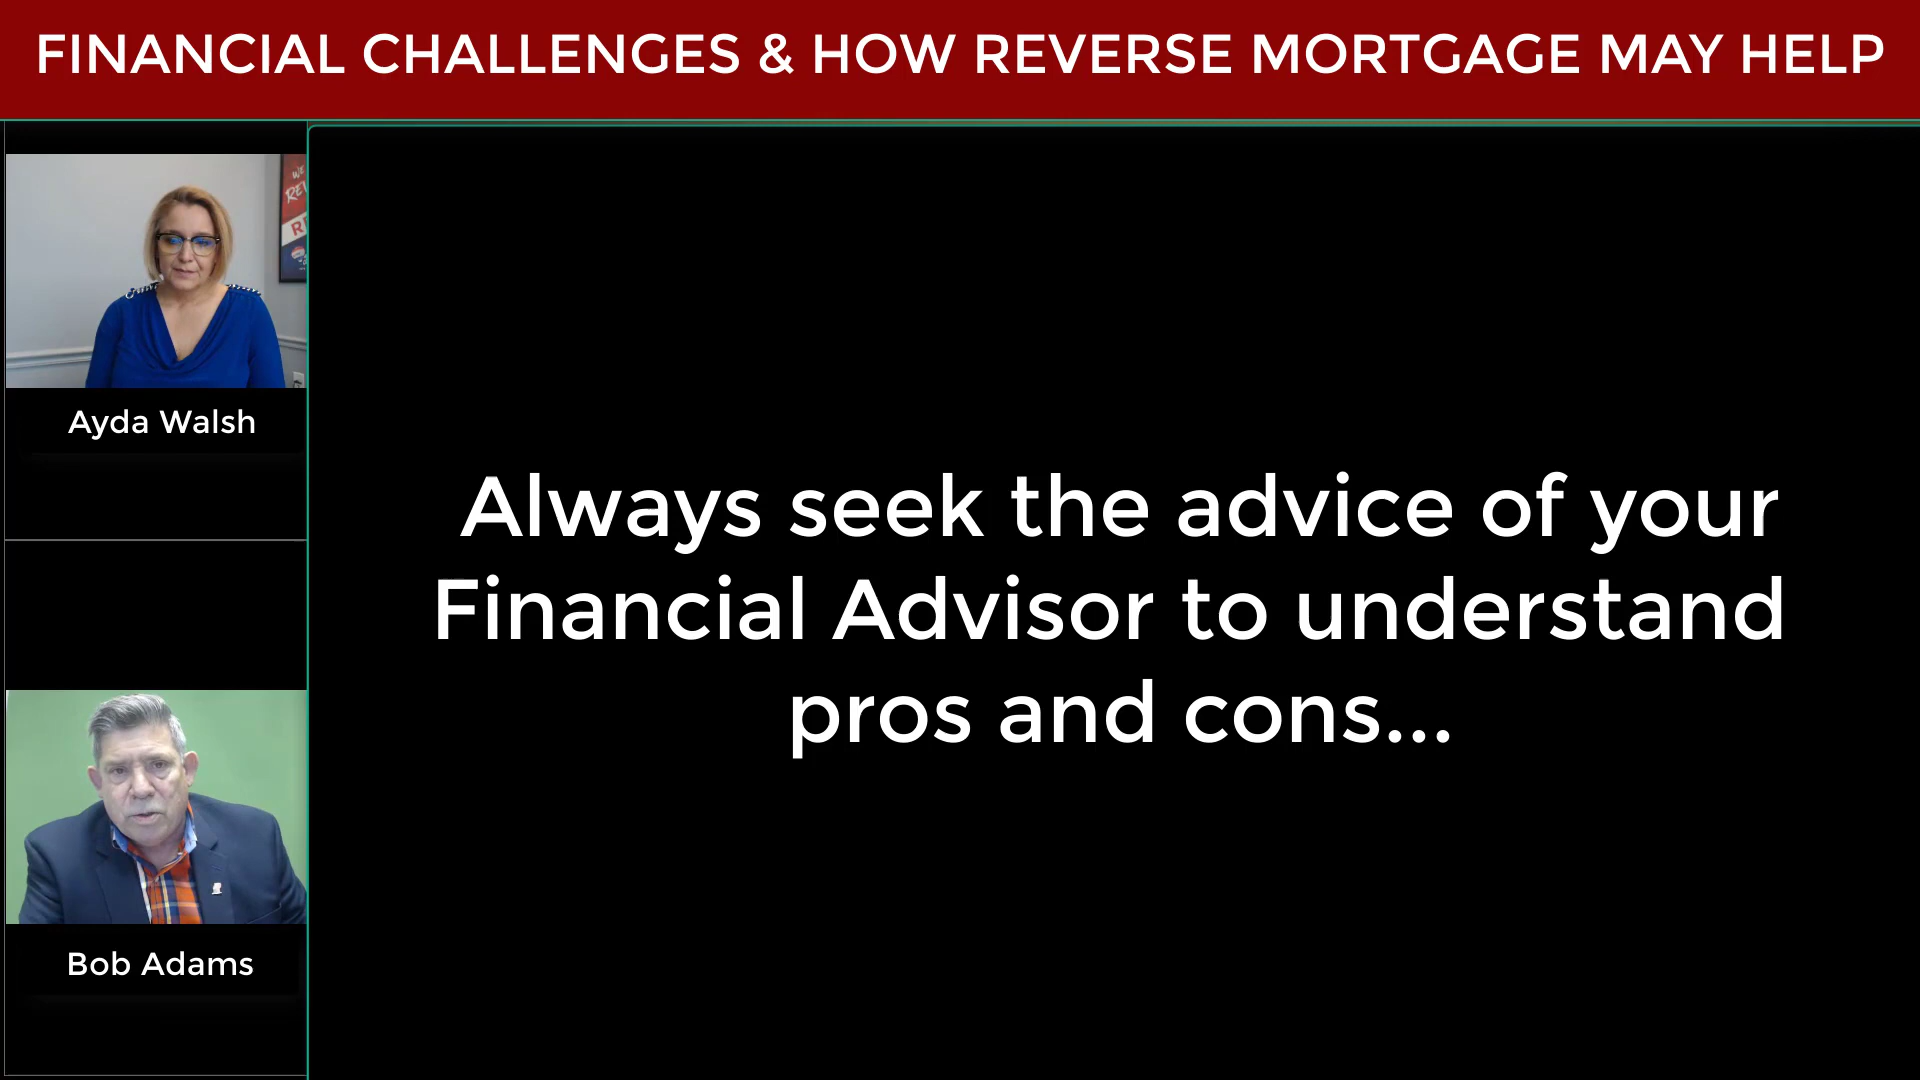 FINANCIAL CHALLENGES & HOW REVERSE MORTGAGE MAY HELP
WE
Ayda Walsh
Always seek the advice of your
Financial Advisor to understand
pros and cons...
Bob Adams